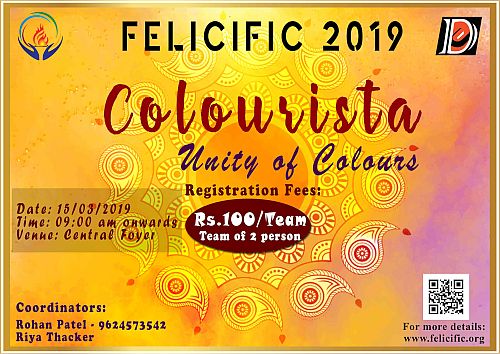 FELICIFIC 2019
Colourista
Unity of Colours
Registration Fees:
Rs.100/Team
Team of 2 person
Date: 15/03/2019
Time: 09:00 am onwards
Venue: Central Foyer
Coordinators:
Rohan Patel - 9624573542
Riya Thacker
For more details:
www.felicific.org